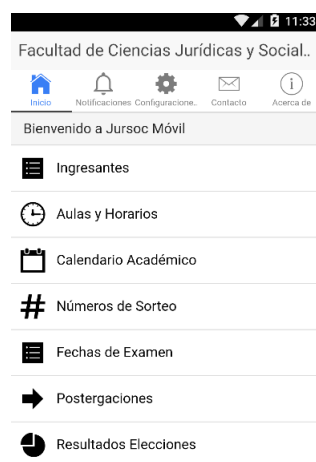 11:33
Facultad de Ciencias Jurídicas y Social..
Inicio
Notificaciones
Configuracione..
Contacto
Acerca de
Bienvenido a Jursoc Móvil
Ingresantes
Aulas y Horarios
Calendario Académico
Números de Sorteo
Fechas de Examen
Postergaciones
Resultados Elecciones